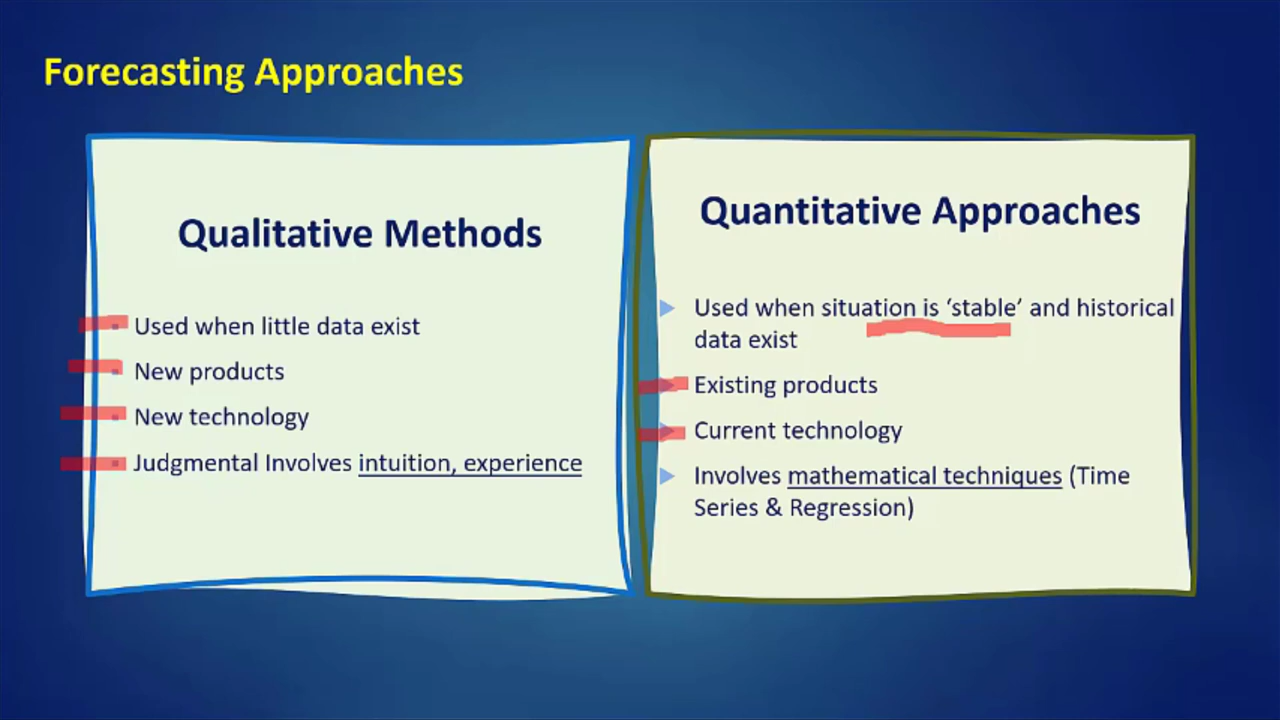 Forecasting Approaches
Qualitative Methods
Used when little data exist
New products
New technology
Judgmental Involves intuition, experience
Quantitative Approaches
Used when situation is ‘stable’ and historical
data exist
Existing products
Current technology
Involves mathematical techniques (Time
Series & Regression)